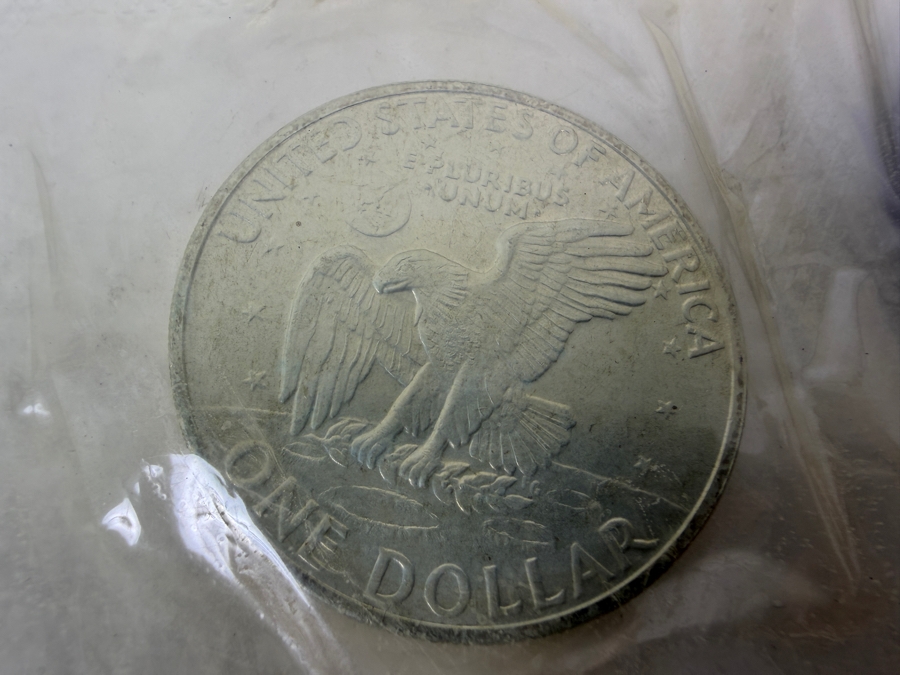 UNITED STATES OF AMERICA
E PLURIBUS
UNUM
ONE DOLLAR